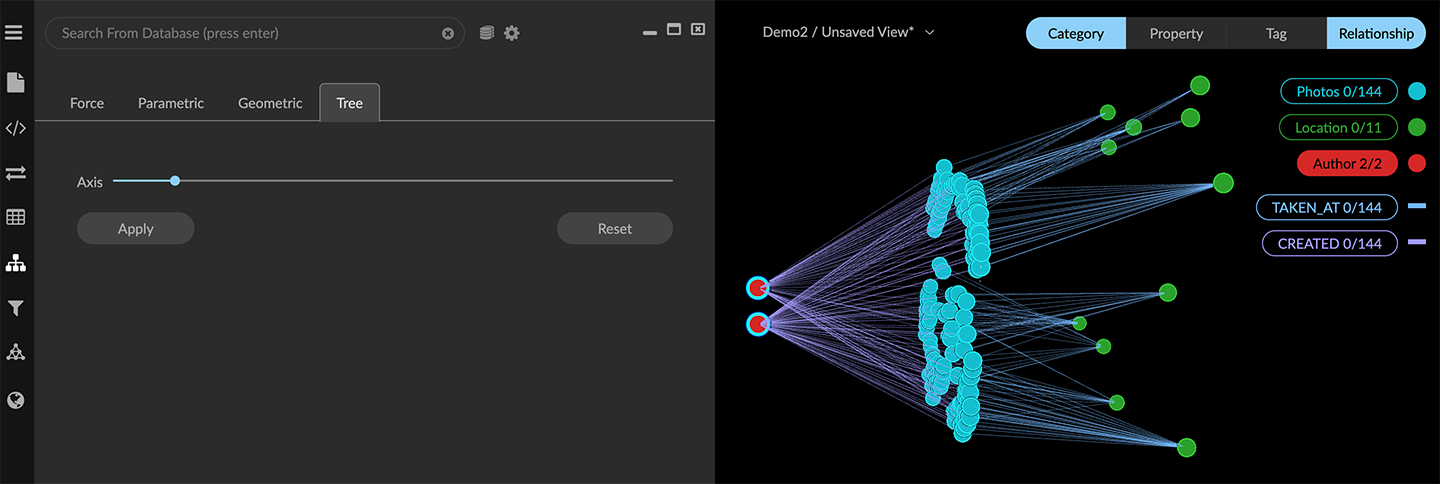 Search From Database (press enter)
Force Parametric Geometric Tree
Axis
Apply Reset
Demo2 / Unsaved View*
Category Property Tag Relationship
Photos 0/144
Location 0/11
Author 2/2
TAKEN_AT 0/144
CREATED 0/144